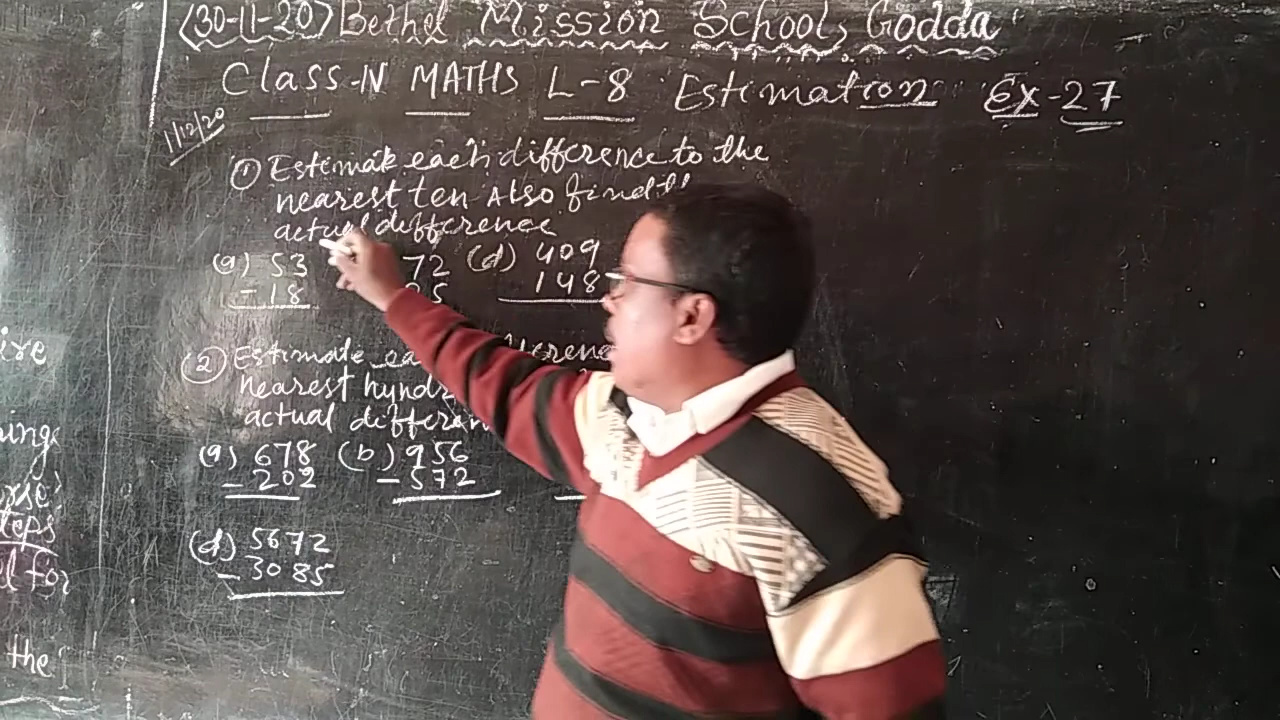 (30-11-20) Bethel Mission School, Godda
Class-IV MATHS L-8 Estimation Ex-27
1/12/20
① Estimate each difference to the
nearest ten Also find
actual difference
(a) 53 72 (d) 409
-18 5 148
② Estimate
nearest
actual
(a) 678 (b) 956
-202 -572
(d) 5672
-3085
the